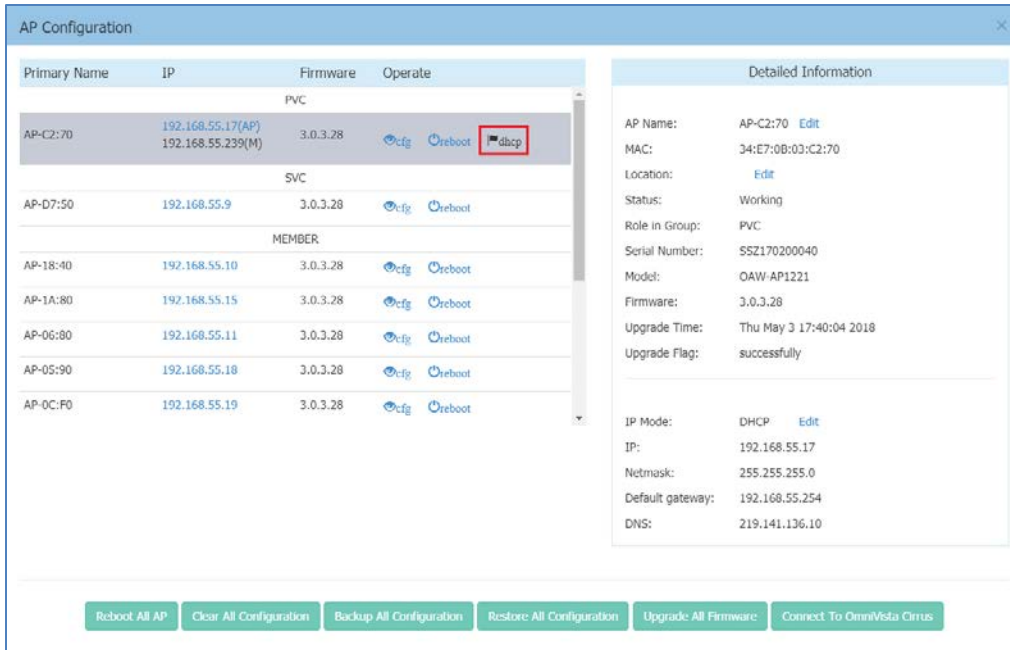 AP Configuration
Primary Name IP Firmware Operate
PVC
AP-C2:70 192.168.55.17(AP) 192.168.55.239(M) 3.0.3.28 cfg reboot dhcp
SVC
AP-D7:50 192.168.55.9 3.0.3.28 cfg reboot
MEMBER
AP-18:40 192.168.55.10 3.0.3.28 cfg reboot
AP-1A:80 192.168.55.15 3.0.3.28 cfg reboot
AP-06:80 192.168.55.11 3.0.3.28 cfg reboot
AP-05:90 192.168.55.18 3.0.3.28 cfg reboot
AP-0C:F0 192.168.55.19 3.0.3.28 cfg reboot
Detailed Information
AP Name: AP-C2:70 Edit
MAC: 34:E7:0B:03:C2:70
Location: Edit
Status: Working
Role in Group: PVC
Serial Number: SSZ170200040
Model: OAW-AP1221
Firmware: 3.0.3.28
Upgrade Time: Thu May 3 17:40:04 2018
Upgrade Flag: successfully
IP Mode: DHCP Edit
IP: 192.168.55.17
Netmask: 255.255.255.0
Default gateway: 192.168.55.254
DNS: 219.141.136.10
Reboot All AP Clear All Configuration Backup All Configuration Restore All Configuration Upgrade All Firmware Connect To OmniVista Cirrus